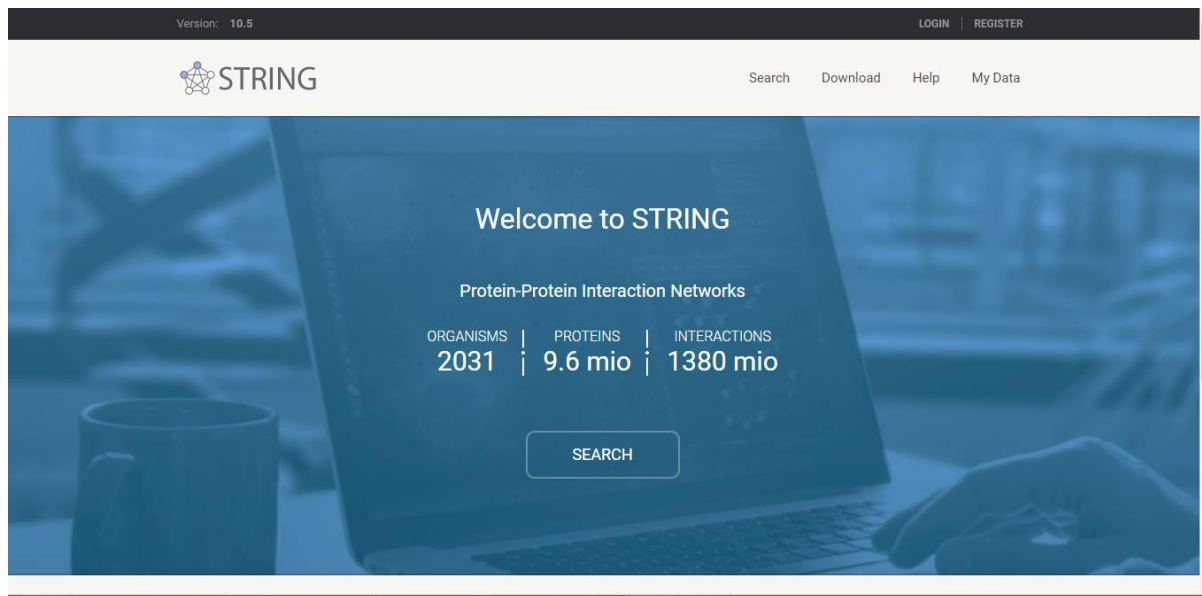 Version: 10.5 LOGIN | REGISTER
STRING Search Download Help My Data
Welcome to STRING
Protein-Protein Interaction Networks
ORGANISMS | PROTEINS | INTERACTIONS
2031 | 9.6 mio | 1380 mio
SEARCH